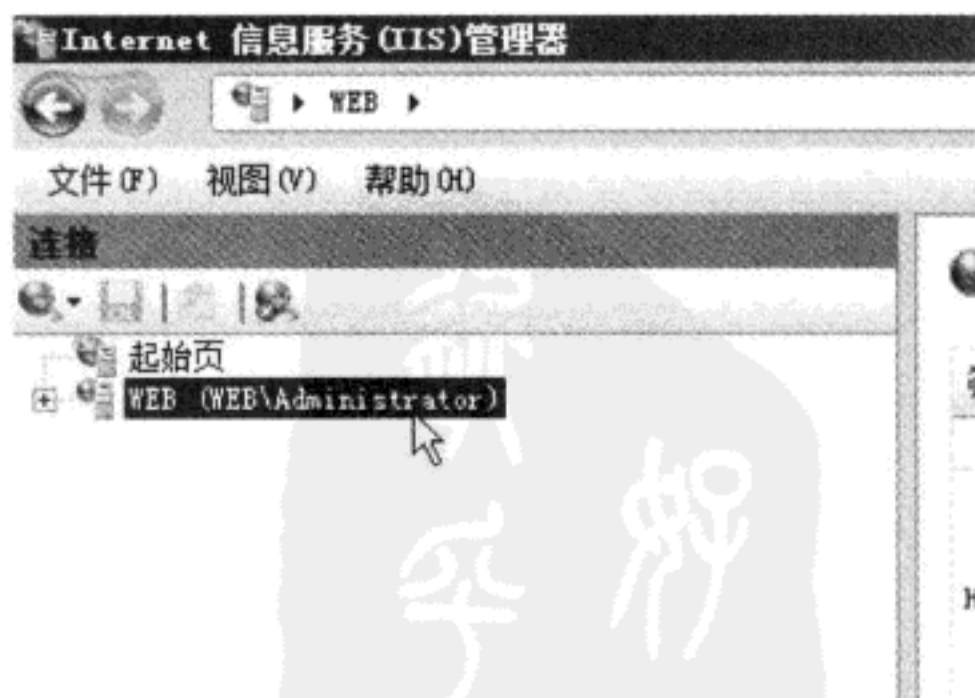 Internet 信息服务(IIS)管理器
WEB
文件(F) 视图(V) 帮助(H)
连接
起始页
WEB (WEB\Administrator)